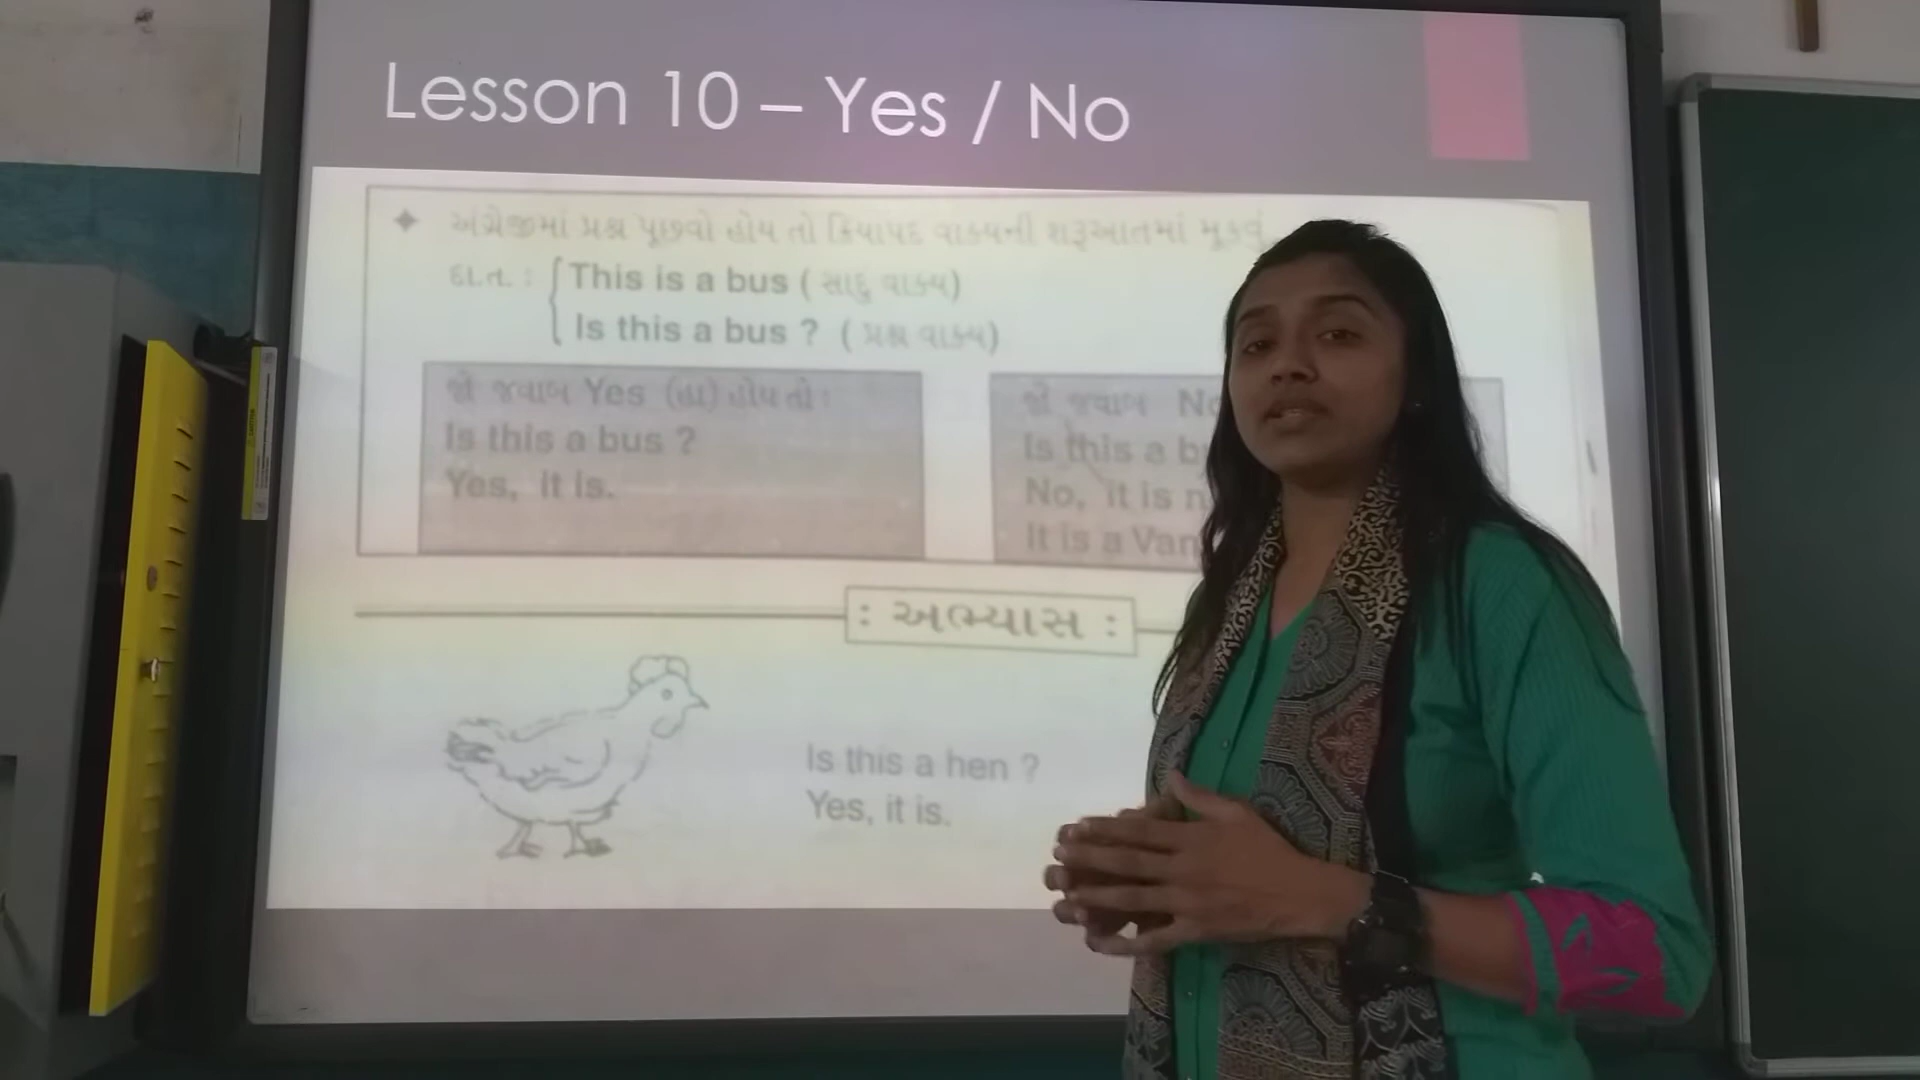 Lesson 10 – Yes / No
અંગ્રેજીમાં પ્રશ્ન પૂછવો હોય તો ક્રિયાપદ વાક્યની શરૂઆતમાં મૂકવું.
દા.ત. : This is a bus ( સાદુ વાક્ય)
Is this a bus ? ( પ્રશ્ન વાક્ય)
જો જવાબ Yes (હા) હોય તો :
Is this a bus ?
Yes, it is.
જો જવાબ No
Is this a b
No, it is n
It is a Van
: અભ્યાસ :
Is this a hen ?
Yes, it is.